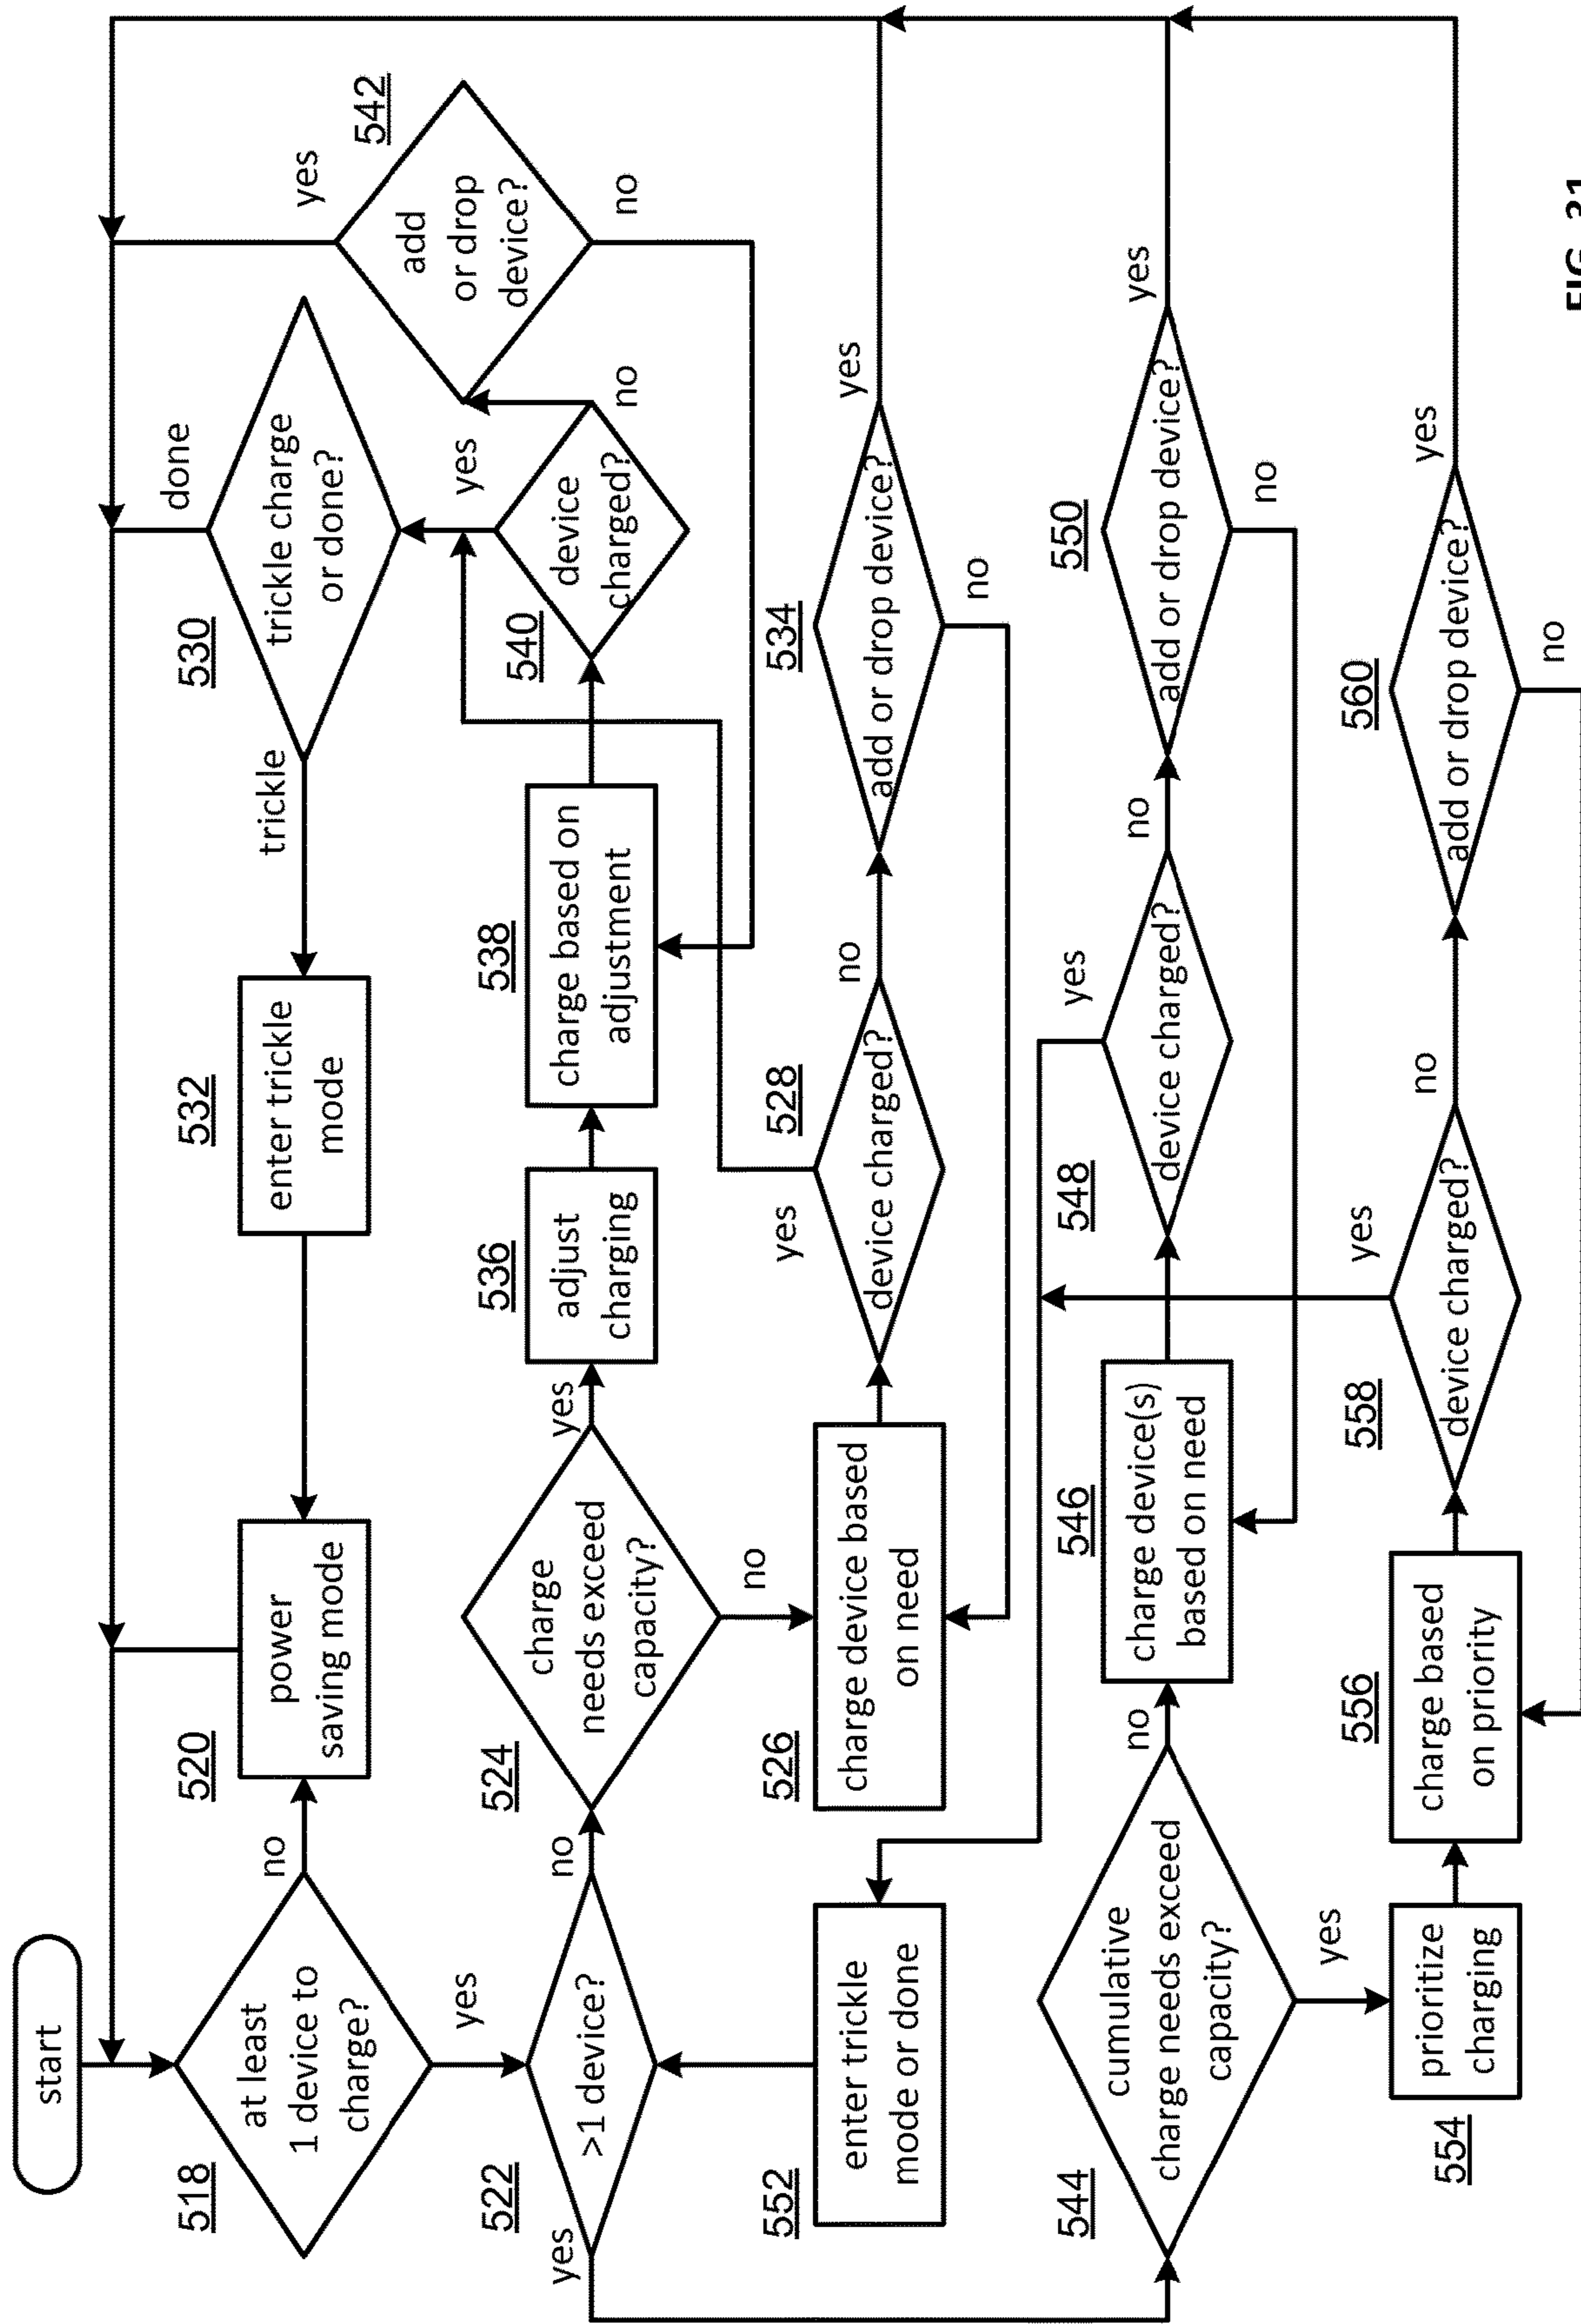 start
518
at least
1 device to
charge?
no
yes
520
power
saving mode
532
enter trickle
mode
trickle
530
trickle charge
or done?
done
yes
542
add
or drop
device?
no
522
>1 device?
yes
no
524
charge
needs exceed
capacity?
yes
no
536
adjust
charging
538
charge based on
adjustment
540
device
charged?
yes
no
552
enter trickle
mode or done
526
charge device based
on need
528
device charged?
yes
no
534
add or drop device?
yes
no
544
cumulative
charge needs exceed
capacity?
no
yes
546
charge device(s)
based on need
548
device charged?
yes
no
550
add or drop device?
yes
no
554
prioritize
charging
556
charge based
on priority
558
device charged?
yes
no
560
add or drop device?
yes
no
FIG. 31